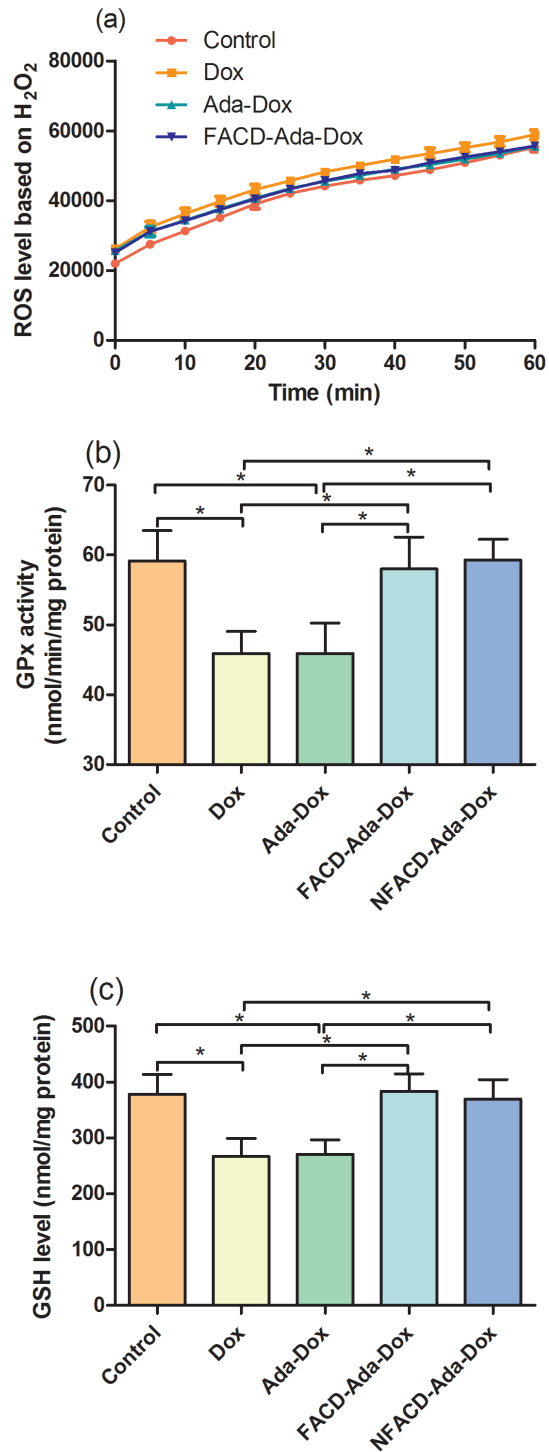 (a)
Control
Dox
Ada-Dox
FACD-Ada-Dox
ROS level based on H₂O₂
80000
60000
40000
20000
0
0 10 20 30 40 50 60
Time (min)
(b)
*
*
*
*
*
*
GPx activity
(nmol/min/mg protein)
70
60
50
40
30
Control
Dox
Ada-Dox
FACD-Ada-Dox
NFACD-Ada-Dox
(c)
*
*
*
*
*
*
GSH level (nmol/mg protein)
500
400
300
200
100
0
Control
Dox
Ada-Dox
FACD-Ada-Dox
NFACD-Ada-Dox